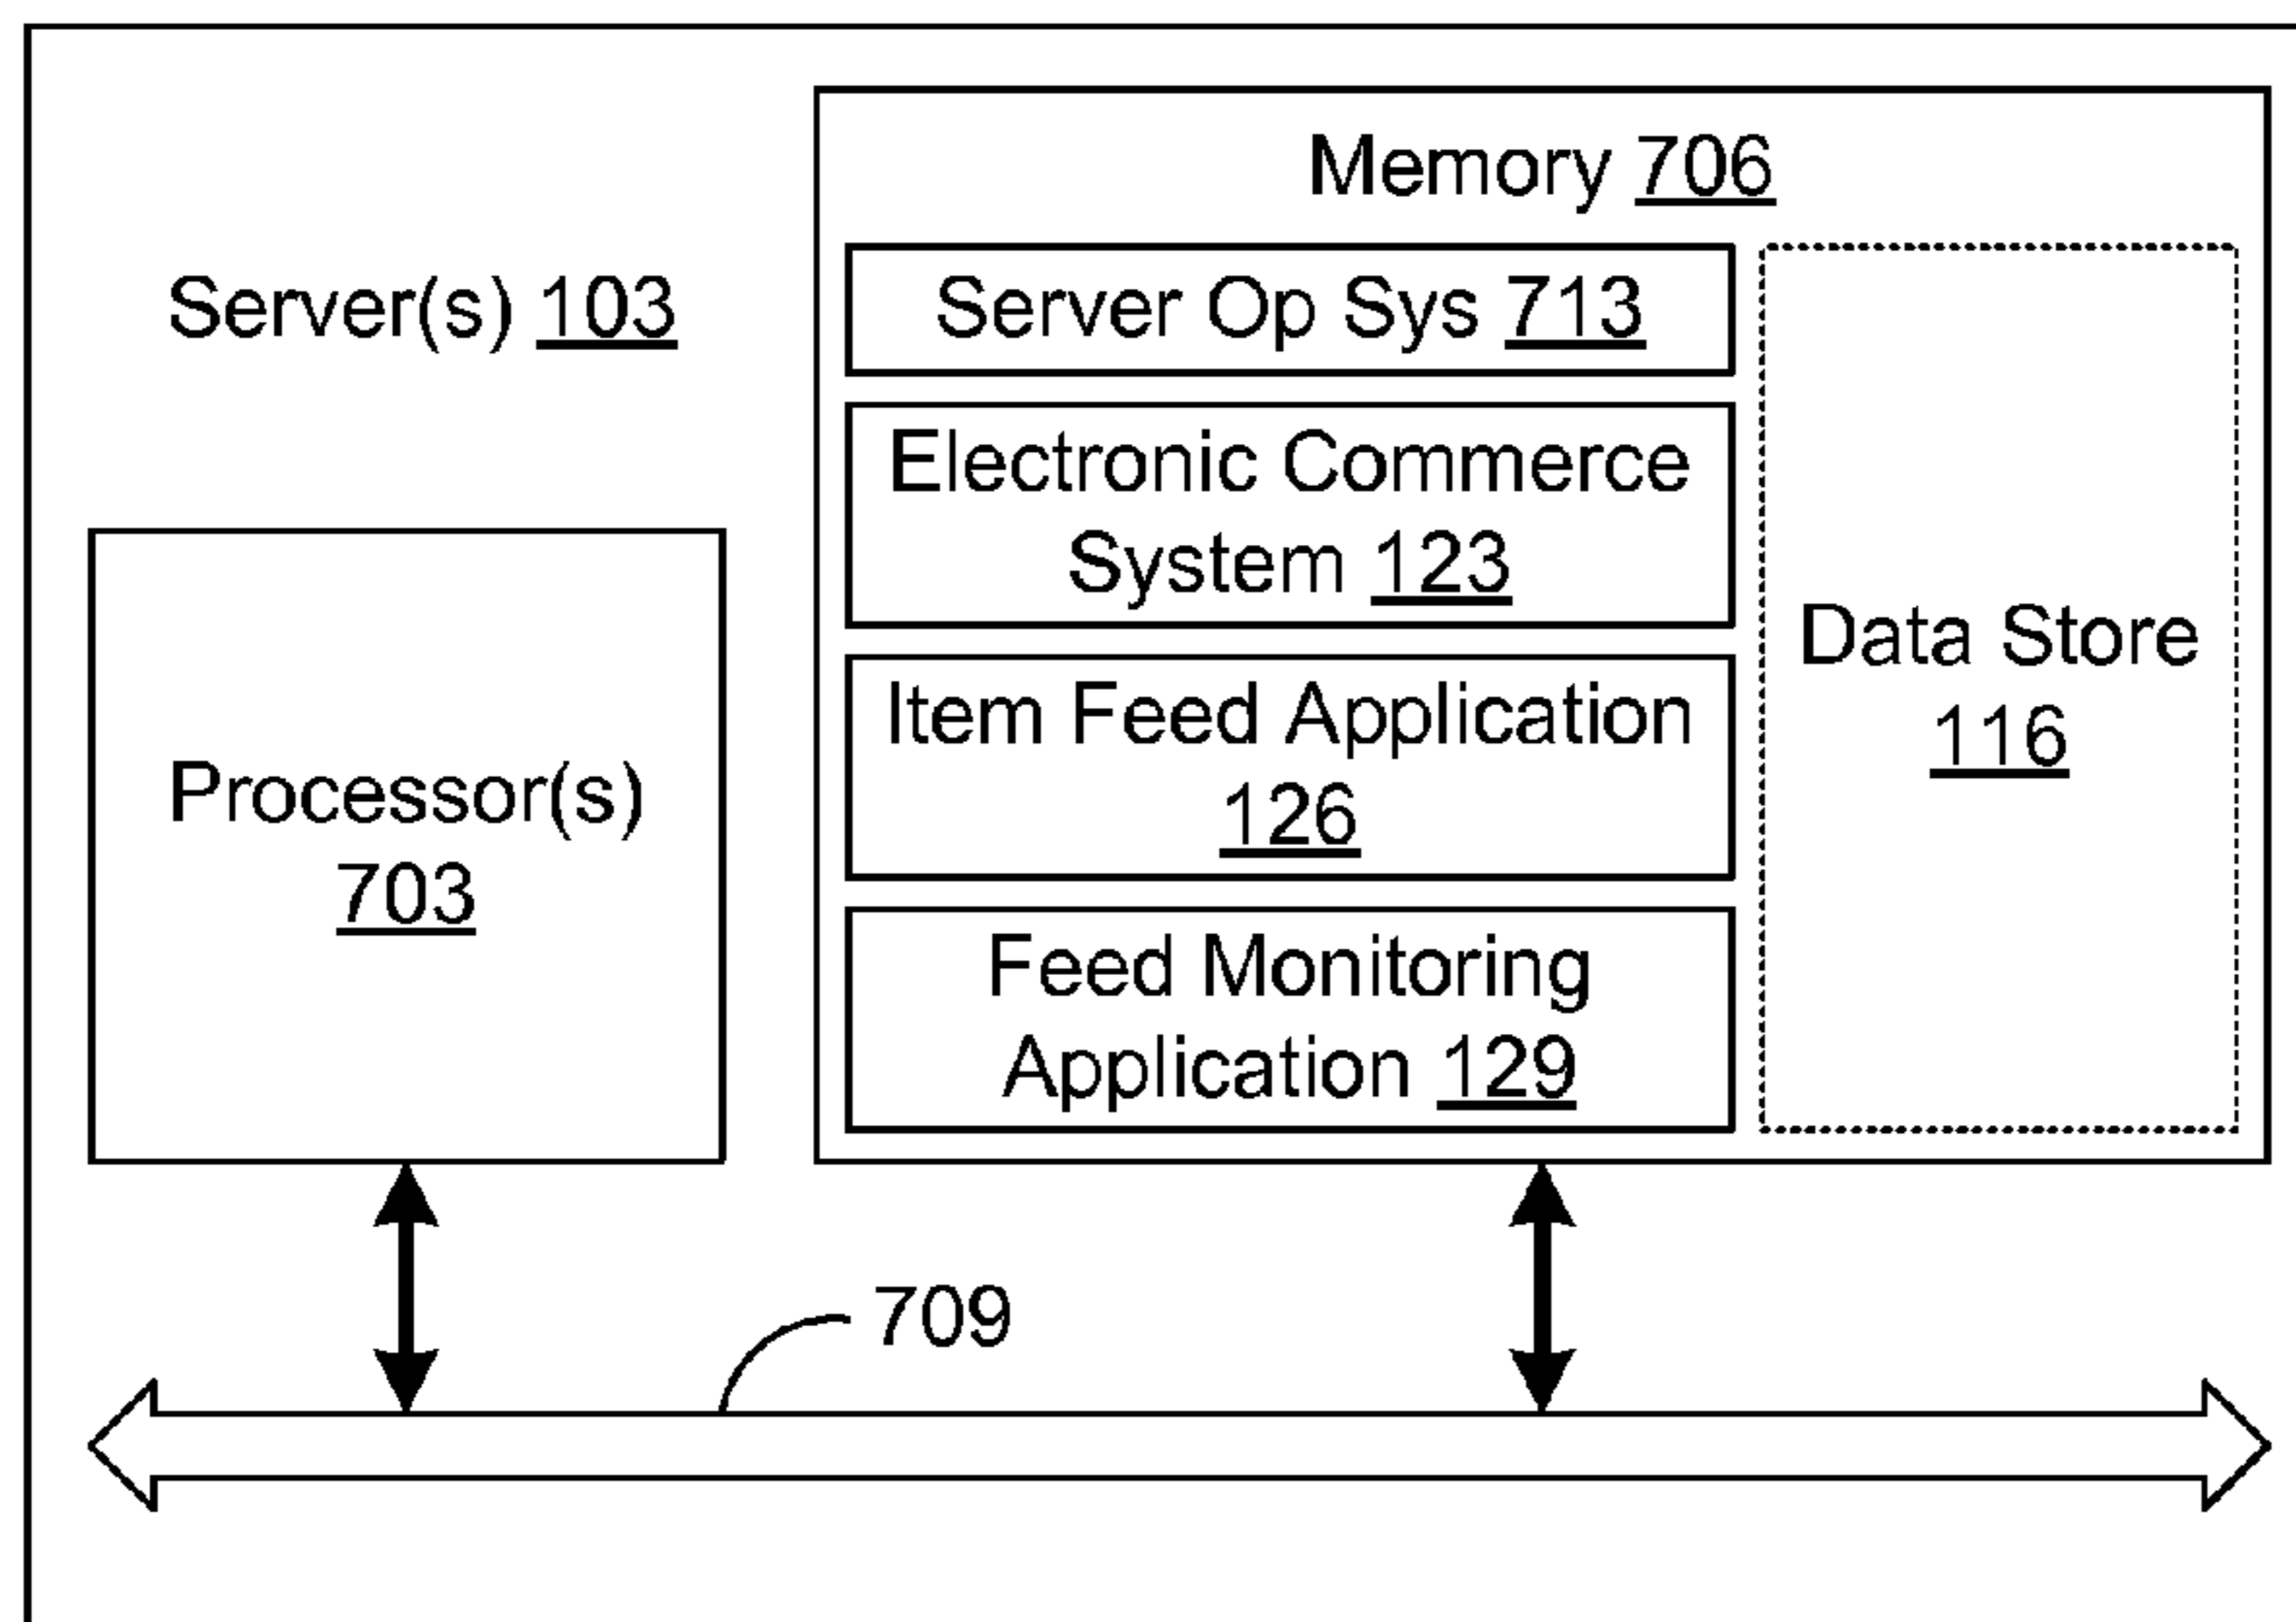 Memory 706
Server(s) 103
Server Op Sys 713
Electronic Commerce
System 123
Item Feed Application
126
Feed Monitoring
Application 129
Data Store
116
Processor(s)
703
709